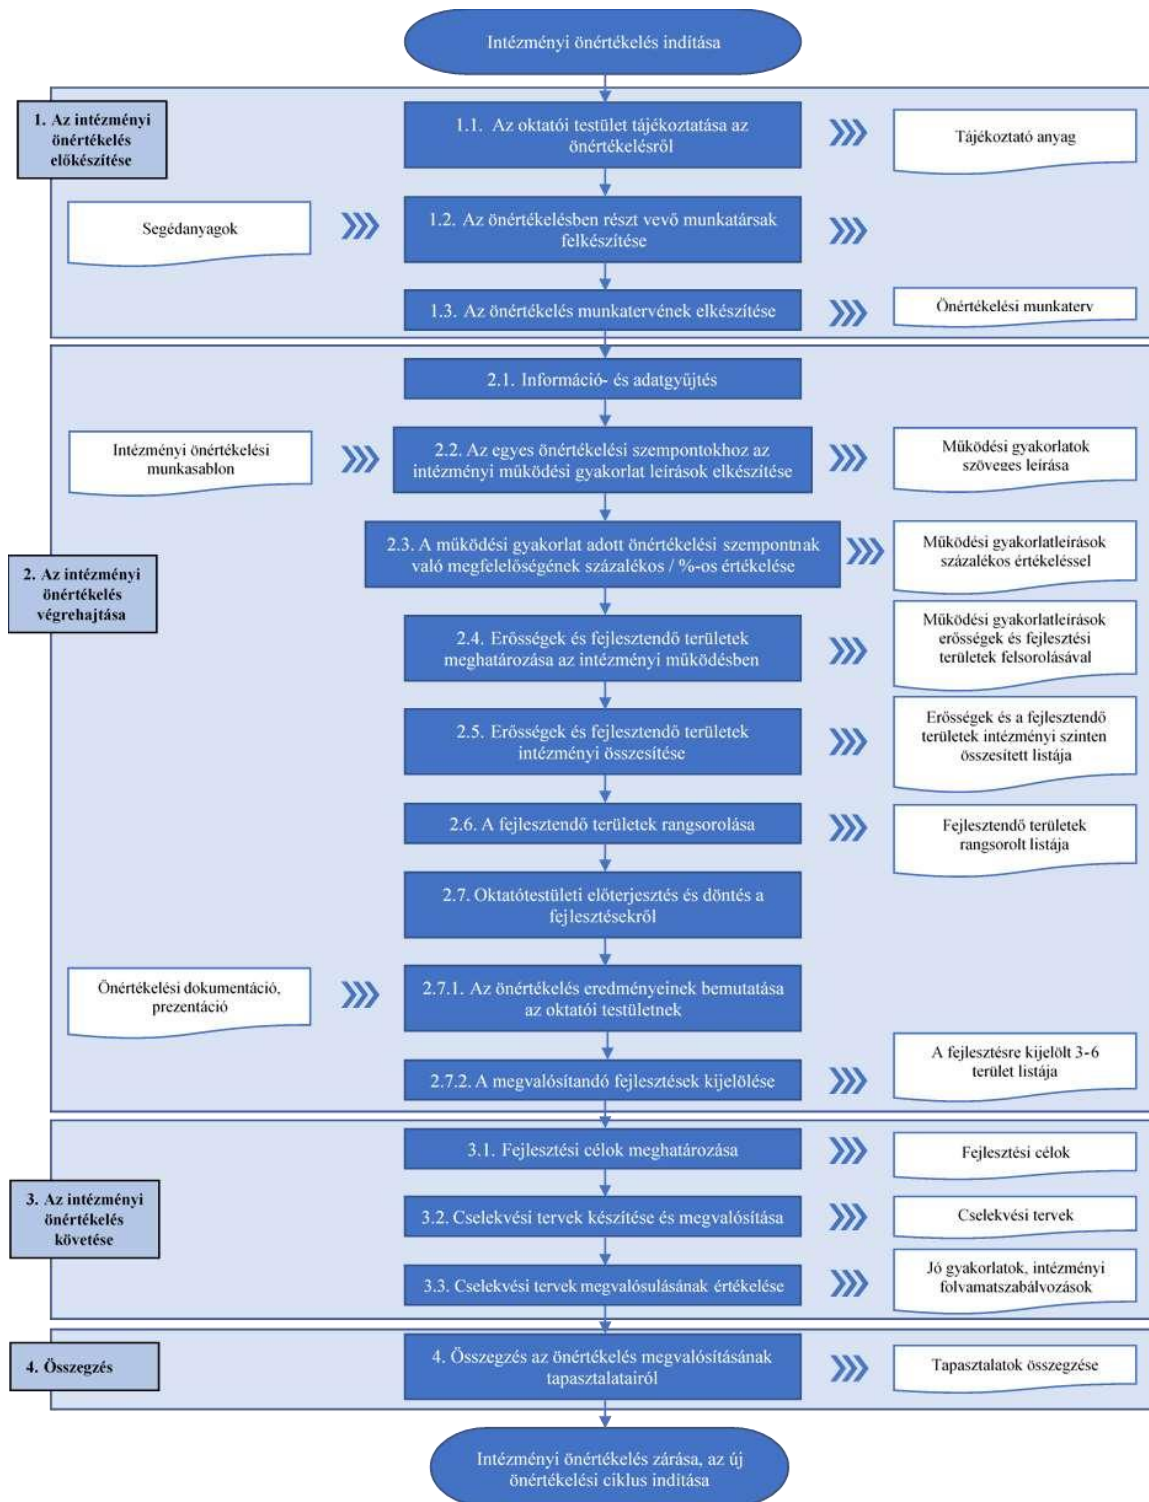 Intézményi önértékelés indítása
1. Az intézményi
önértékelés
előkészítése
1.1. Az oktatói testület tájékoztatása az
önértékelésről
Tájékoztató anyag
Segédanyagok
1.2. Az önértékelésben részt vevő munkatársak
felkészítése
1.3. Az önértékelés munkatervének elkészítése
Önértékelési munkaterv
2. Az intézményi
önértékelés
végrehajtása
2.1. Információ- és adatgyűjtés
Intézményi önértékelési
munkasablon
2.2. Az egyes önértékelési szempontokhoz az
intézményi működési gyakorlat leírások elkészítése
Működési gyakorlatok
szöveges leírása
2.3. A működési gyakorlat adott önértékelési szempontnak
való megfelelőségének százalékos / %-os értékelése
Működési gyakorlatleírások
százalékos értékeléssel
2.4. Erősségek és fejlesztendő területek
meghatározása az intézményi működésben
Működési gyakorlatleírások
erősségek és fejlesztési
területek felsorolásával
2.5. Erősségek és fejlesztendő területek
intézményi összesítése
Erősségek és a fejlesztendő
területek intézményi szinten
összesített listája
2.6. A fejlesztendő területek rangsorolása
Fejlesztendő területek
rangsorolt listája
2.7. Oktatótestületi előterjesztés és döntés a
fejlesztésekről
Önértékelési dokumentáció,
prezentáció
2.7.1. Az önértékelés eredményeinek bemutatása
az oktatói testületnek
2.7.2. A megvalósítandó fejlesztések kijelölése
A fejlesztésre kijelölt 3-6
terület listája
3. Az intézményi
önértékelés
követése
3.1. Fejlesztési célok meghatározása
Fejlesztési célok
3.2. Cselekvési tervek készítése és megvalósítása
Cselekvési tervek
3.3. Cselekvési tervek megvalósulásának értékelése
Jó gyakorlatok, intézményi
folyamatszabályozások
4. Összegzés
4. Összegzés az önértékelés megvalósításának
tapasztalatairól
Tapasztalatok összegzése
Intézményi önértékelés zárása, az új
önértékelési ciklus indítása